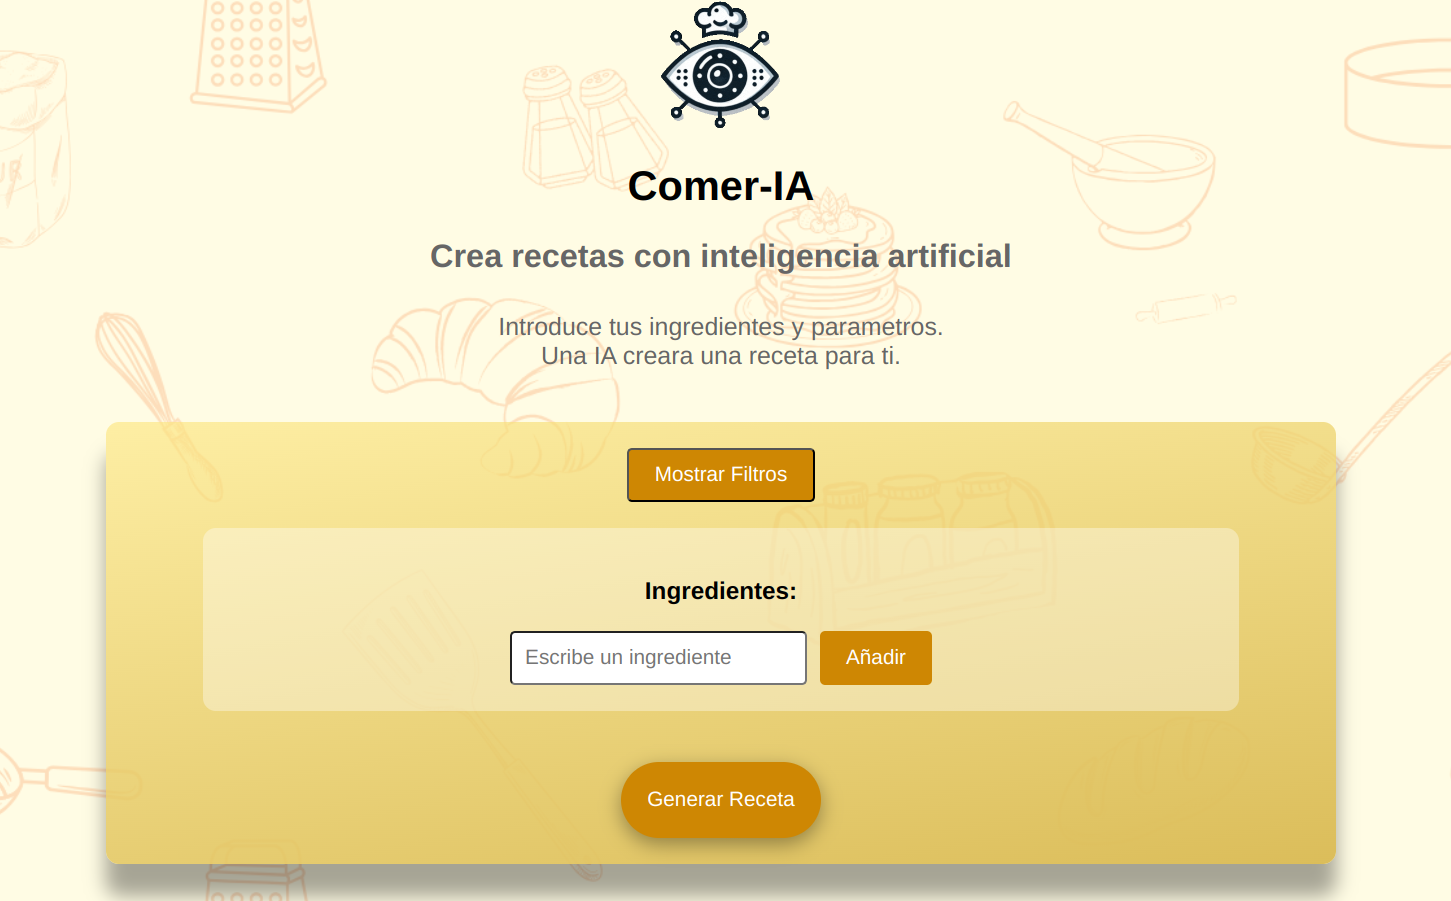 Comer-IA
Crea recetas con inteligencia artificial
Introduce tus ingredientes y parametros.
Una IA creara una receta para ti.
Mostrar Filtros
Ingredientes:
Escribe un ingrediente
Añadir
Generar Receta